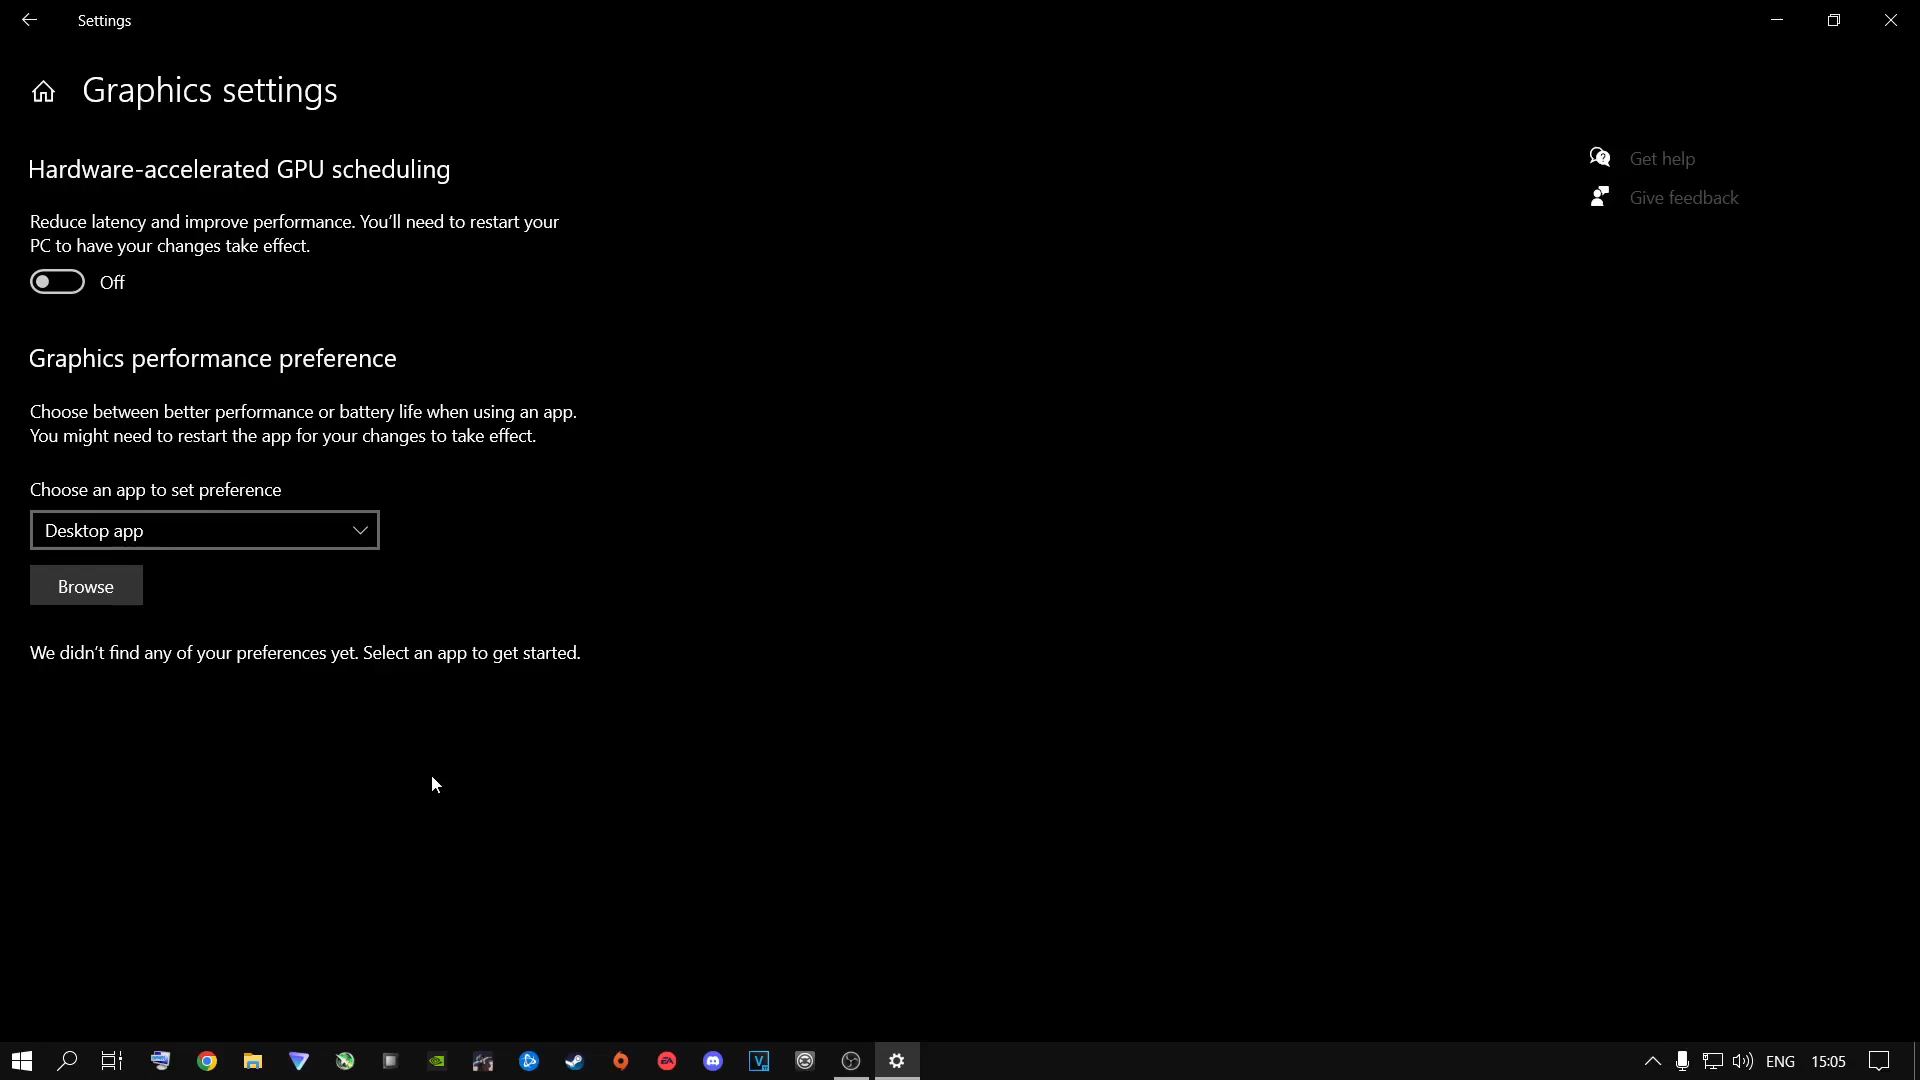 Settings
Graphics settings
Hardware-accelerated GPU scheduling
Reduce latency and improve performance. You'll need to restart your
PC to have your changes take effect.
Off
Graphics performance preference
Choose between better performance or battery life when using an app.
You might need to restart the app for your changes to take effect.
Choose an app to set preference
Desktop app
Browse
We didn't find any of your preferences yet. Select an app to get started.
Get help
Give feedback
EA
V
ENG
15:05